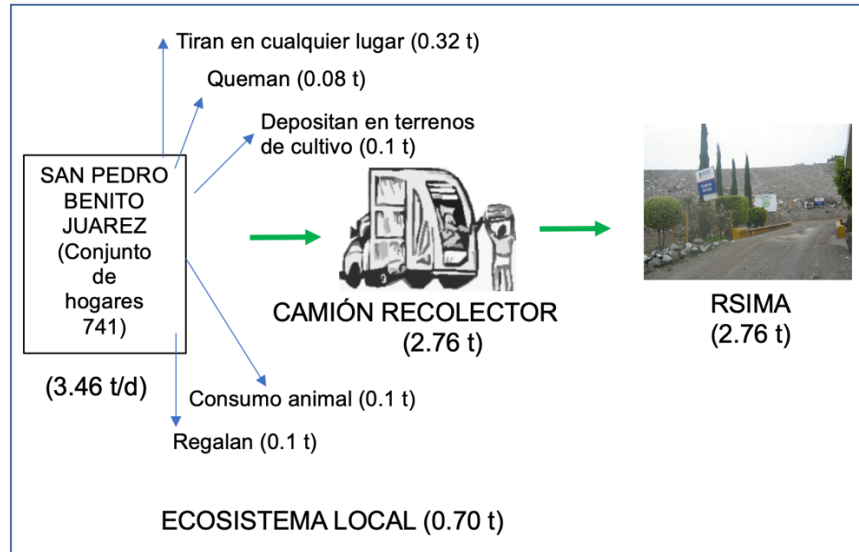 Tiran en cualquier lugar (0.32 t)
Queman (0.08 t)
Depositan en terrenos
de cultivo (0.1 t)
SAN PEDRO
BENITO
JUAREZ
(Conjunto
de
hogares
741)
(3.46 t/d)
CAMIÓN RECOLECTOR
(2.76 t)
RSIMA
(2.76 t)
Consumo animal (0.1 t)
Regalan (0.1 t)
ECOSISTEMA LOCAL (0.70 t)